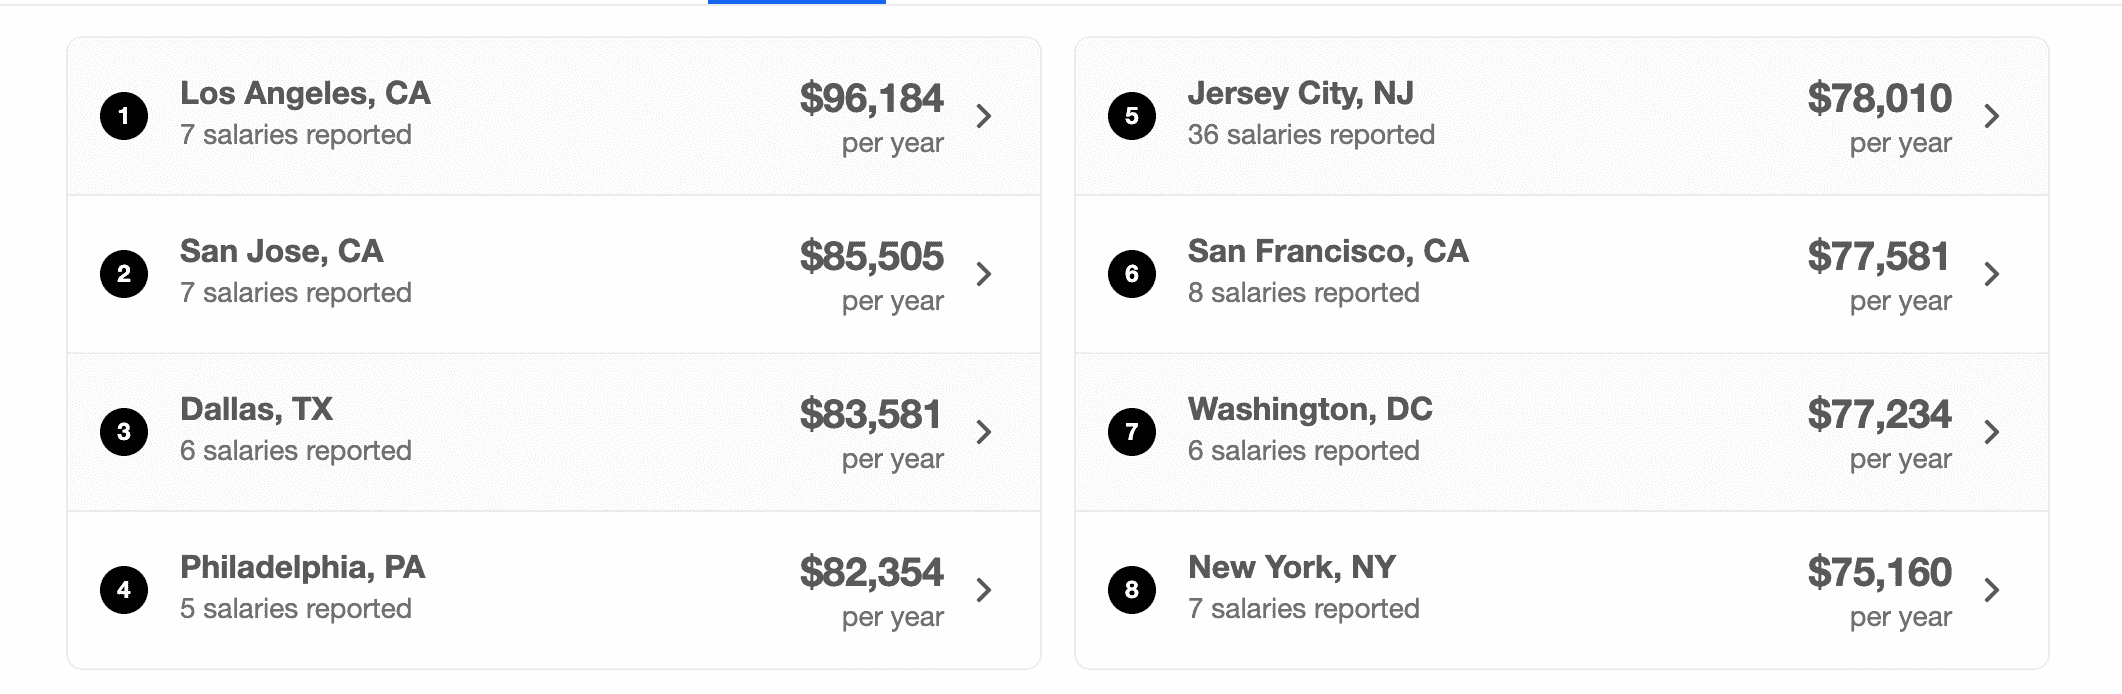 1
Los Angeles, CA
7 salaries reported
$96,184
per year
2
San Jose, CA
7 salaries reported
$85,505
per year
3
Dallas, TX
6 salaries reported
$83,581
per year
4
Philadelphia, PA
5 salaries reported
$82,354
per year
5
Jersey City, NJ
36 salaries reported
$78,010
per year
6
San Francisco, CA
8 salaries reported
$77,581
per year
7
Washington, DC
6 salaries reported
$77,234
per year
8
New York, NY
7 salaries reported
$75,160
per year